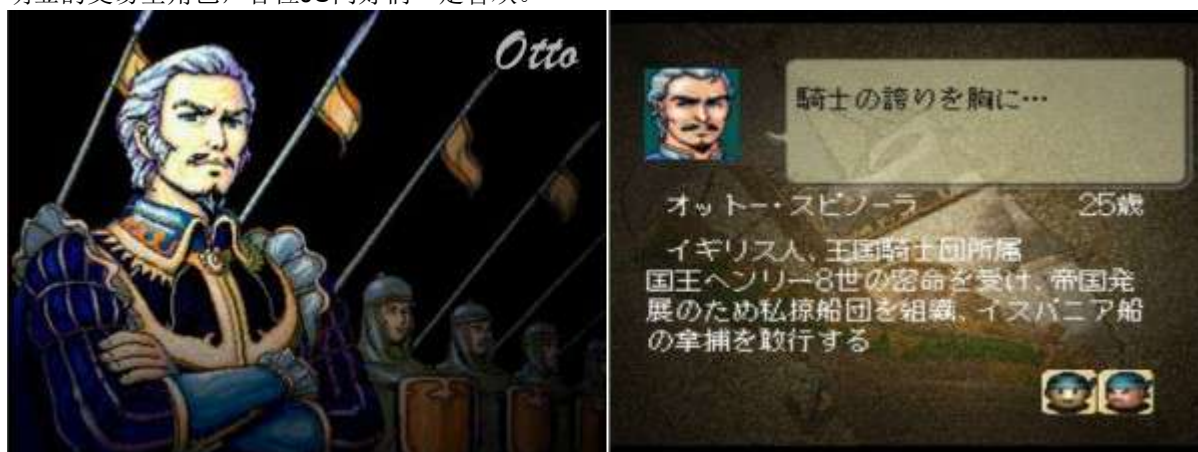 Otto
騎士の誇りを胸に…
オットー・スピノーラ 25歳
イギリス人、王国騎士団所属
国王ヘンリー8世の密命を受け、帝国発
展のため私掠船団を組織、イスパニア船
の拿捕を敢行する